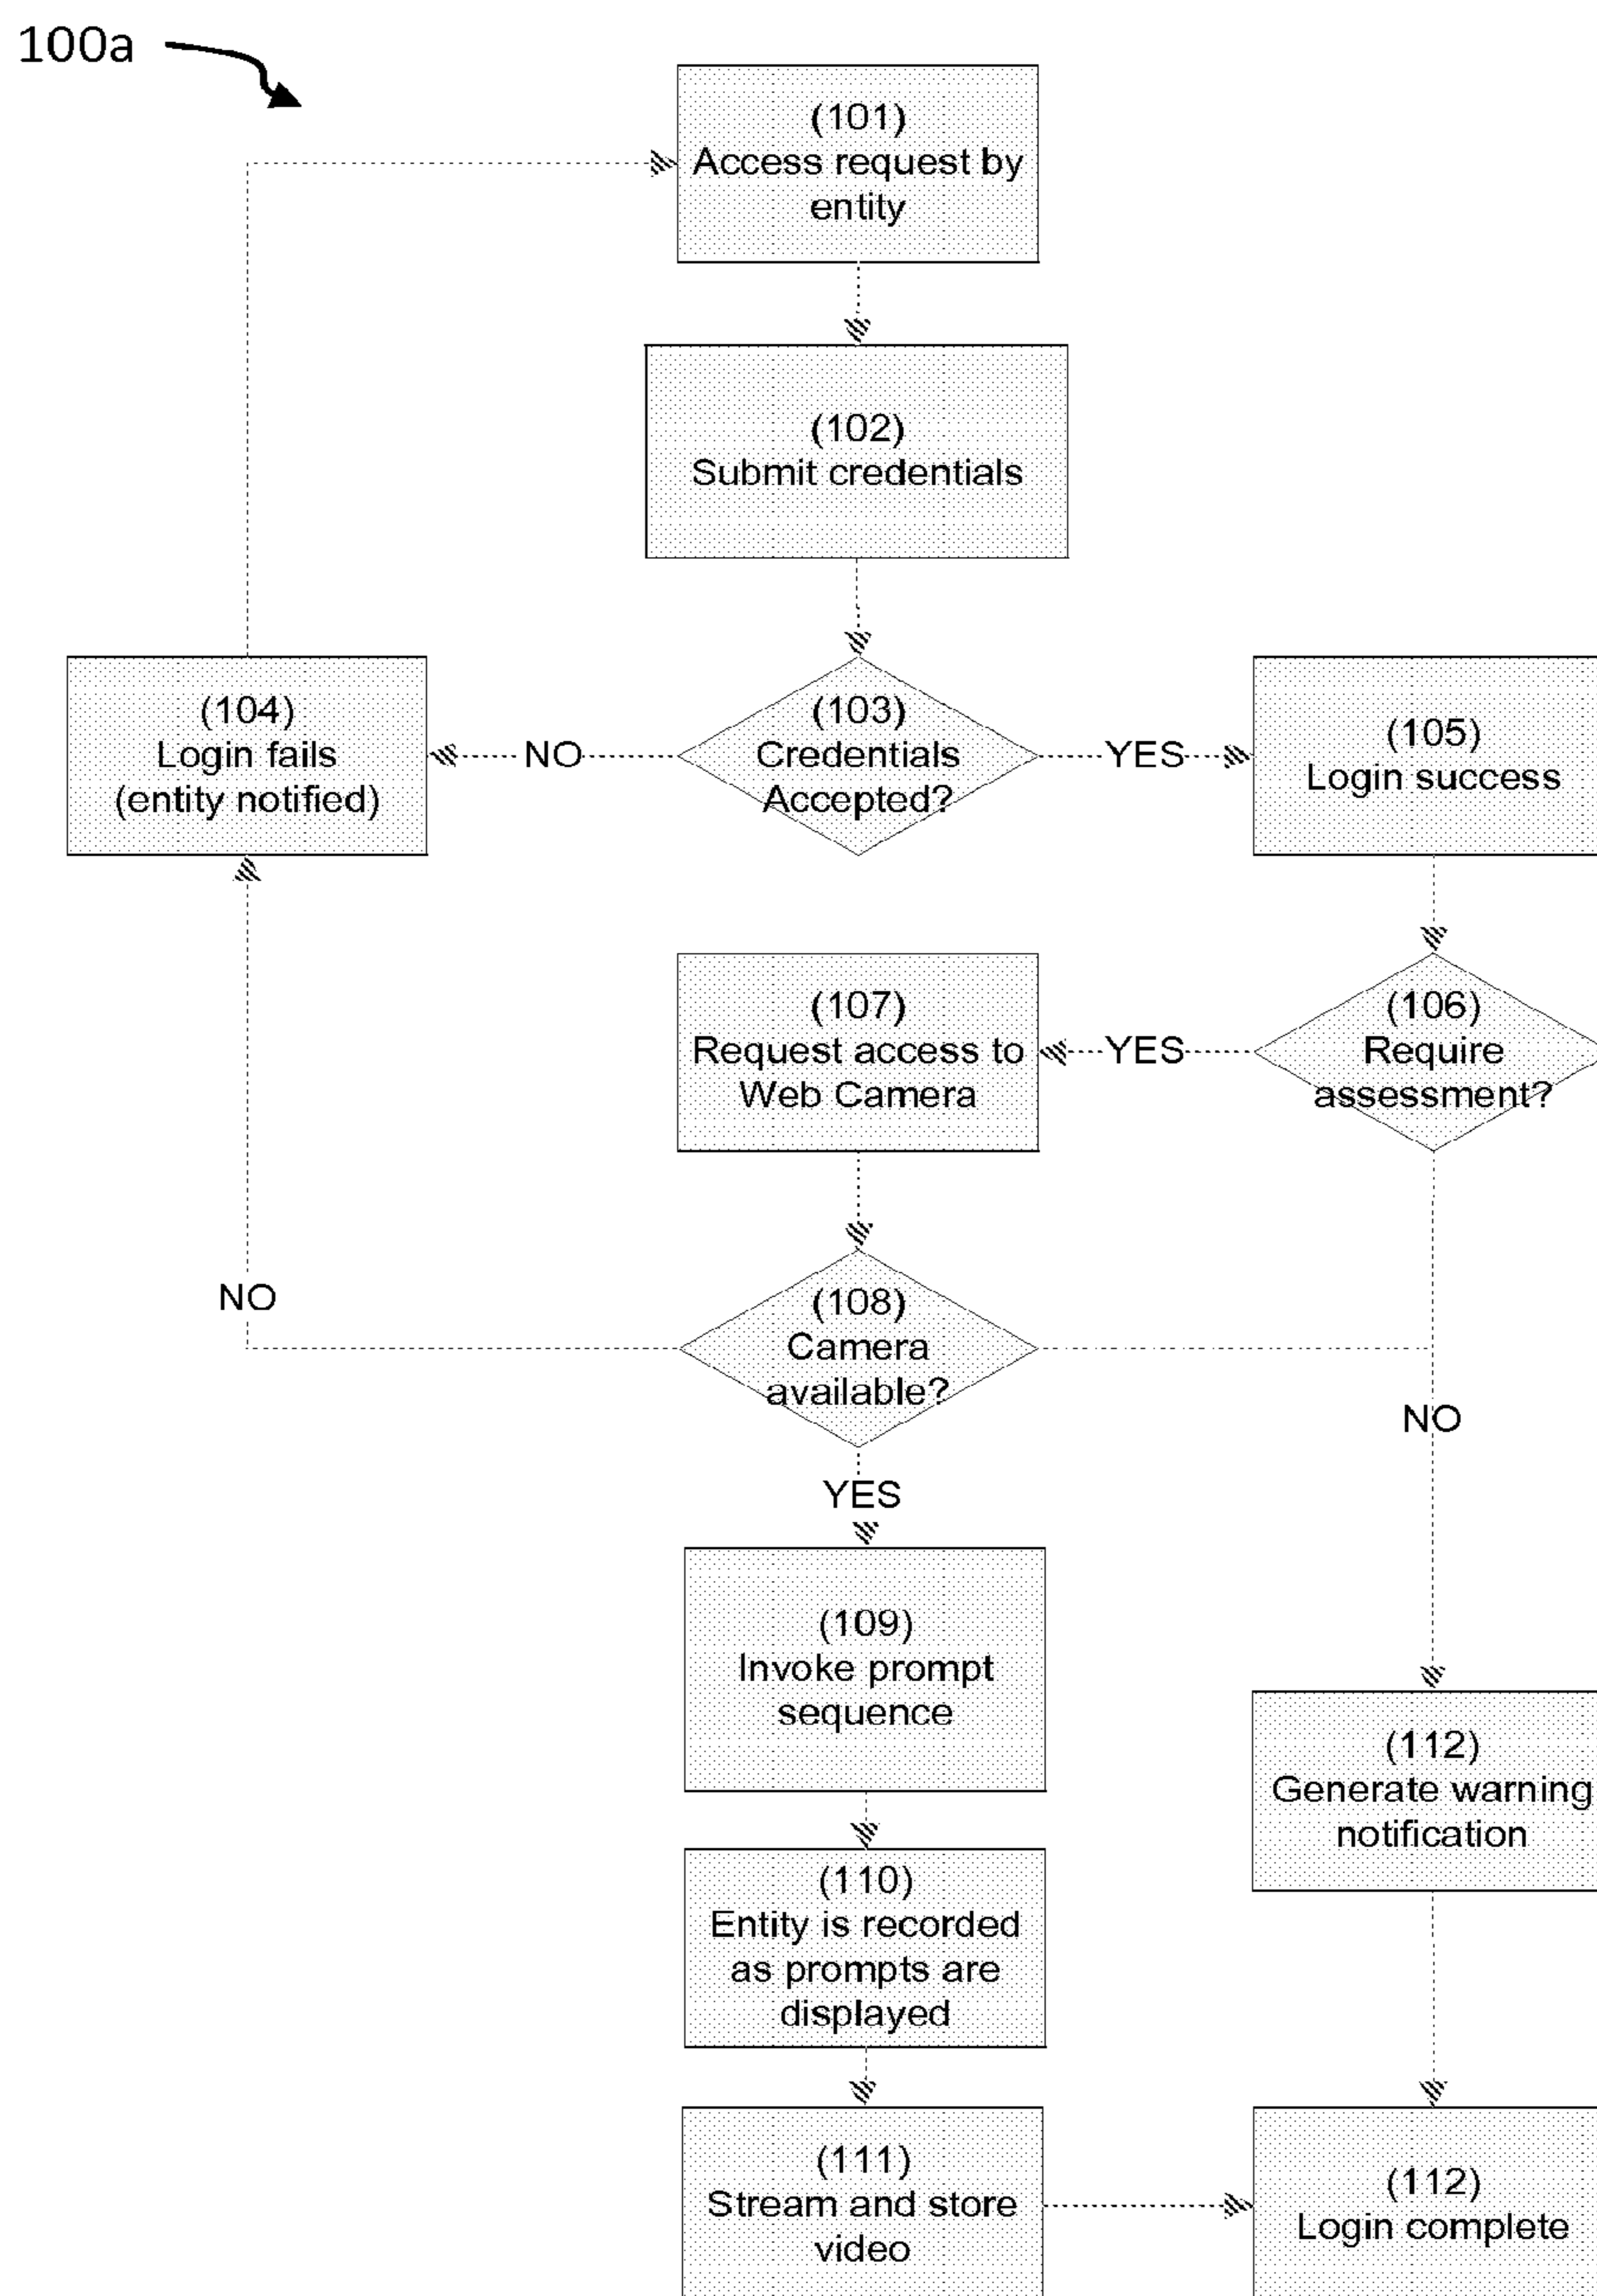 100a
(101)
Access request by
entity
(102)
Submit credentials
(103)
Credentials
Accepted?
NO
YES
(104)
Login fails
(entity notified)
(105)
Login success
(106)
Require
assessment?
YES
(107)
Request access to
Web Camera
(108)
Camera
available?
NO
NO
YES
(109)
Invoke prompt
sequence
(112)
Generate warning
notification
(110)
Entity is recorded
as prompts are
displayed
(111)
Stream and store
video
(112)
Login complete